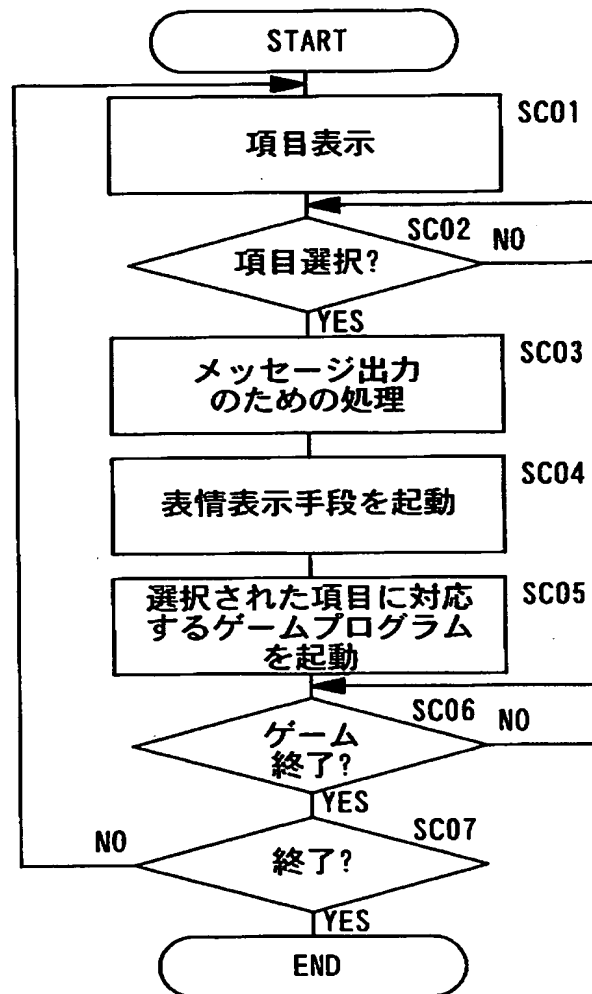 START
SC01
項目表示
SC02
NO
項目選択?
YES
SC03
メッセージ出力
のための処理
SC04
表情表示手段を起動
SC05
選択された項目に対応
するゲームプログラム
を起動
SC06
NO
ゲーム
終了?
YES
SC07
NO
終了?
YES
END